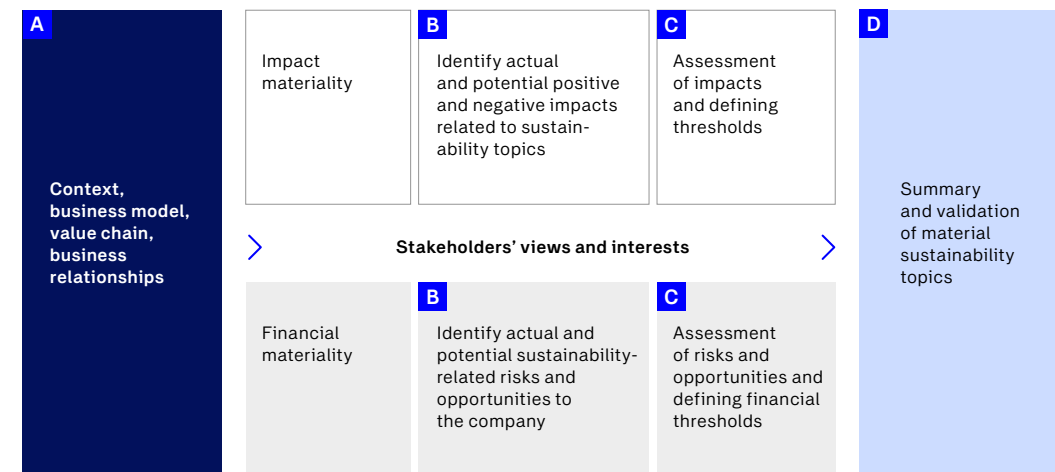 A
Context,
business model,
value chain,
business
relationships
Impact
materiality
B
Identify actual
and potential positive
and negative impacts
related to sustain-
ability topics
C
Assessment
of impacts
and defining
thresholds
Stakeholders’ views and interests
Financial
materiality
B
Identify actual and
potential sustainability-
related risks and
opportunities to
the company
C
Assessment
of risks and
opportunities and
defining financial
thresholds
D
Summary
and validation
of material
sustainability
topics